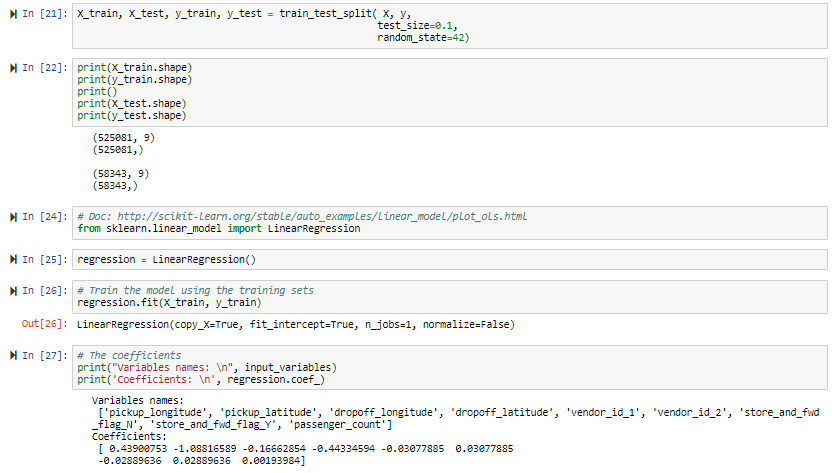 In [21]: X_train, X_test, y_train, y_test = train_test_split( X, y,
test_size=0.1,
random_state=42)
In [22]: print(X_train.shape)
print(y_train.shape)
print()
print(X_test.shape)
print(y_test.shape)
(525081, 9)
(525081,)
(58343, 9)
(58343,)
In [24]: # Doc: http://scikit-learn.org/stable/auto_examples/linear_model/plot_ols.html
from sklearn.linear_model import LinearRegression
In [25]: regression = LinearRegression()
In [26]: # Train the model using the training sets
regression.fit(X_train, y_train)
Out[26]: LinearRegression(copy_X=True, fit_intercept=True, n_jobs=1, normalize=False)
In [27]: # The coefficients
print("Variables names: \n", input_variables)
print('Coefficients: \n', regression.coef_)
Variables names:
['pickup_longitude', 'pickup_latitude', 'dropoff_longitude', 'dropoff_latitude', 'vendor_id_1', 'vendor_id_2', 'store_and_fwd
_flag_N', 'store_and_fwd_flag_Y', 'passenger_count']
Coefficients:
[ 0.43900753 -1.08816589 -0.16662854 -0.44334594 -0.03077885  0.03077885
-0.02889636  0.02889636  0.00193984]